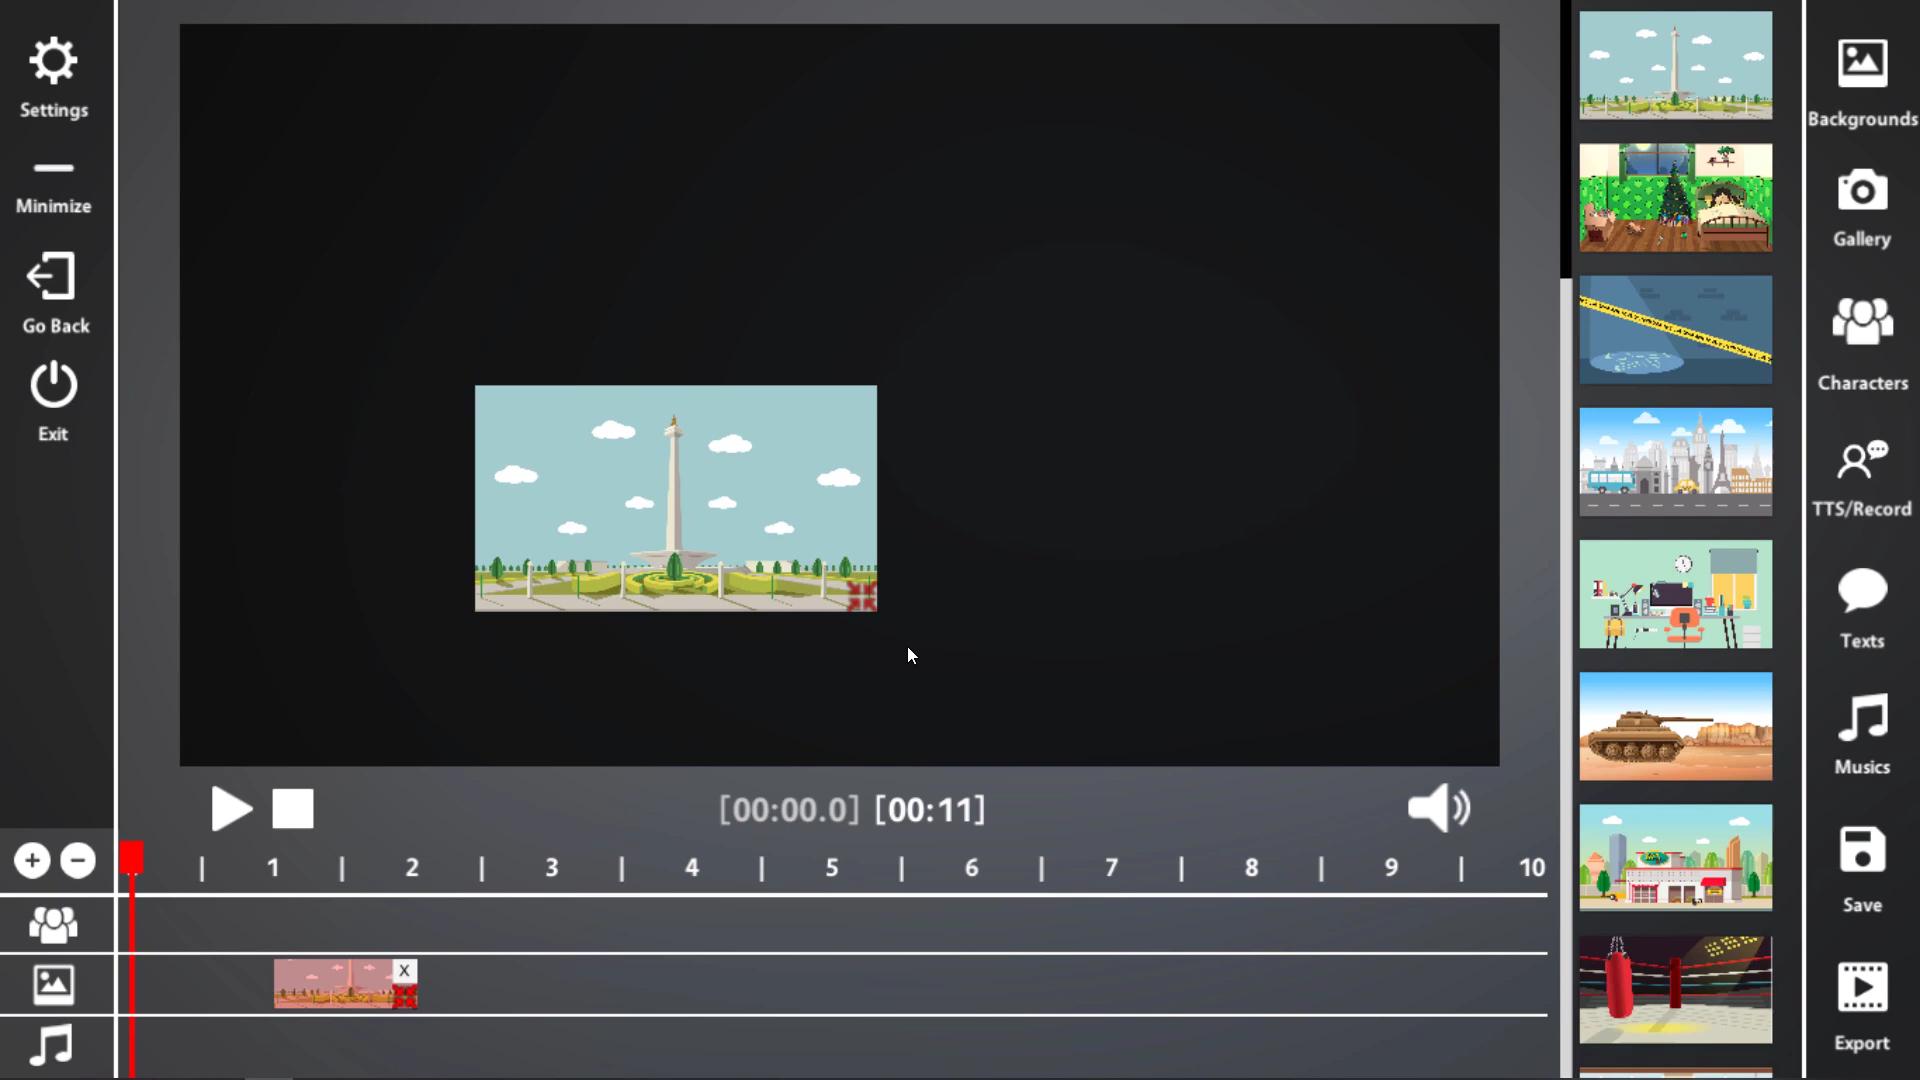 Settings
Minimize
Go Back
Exit
[00:00.0] [00:11]
1 2 3 4 5 6 7 8 9 10
X
Backgrounds
Gallery
Characters
TTS/Record
Texts
Musics
Save
Export